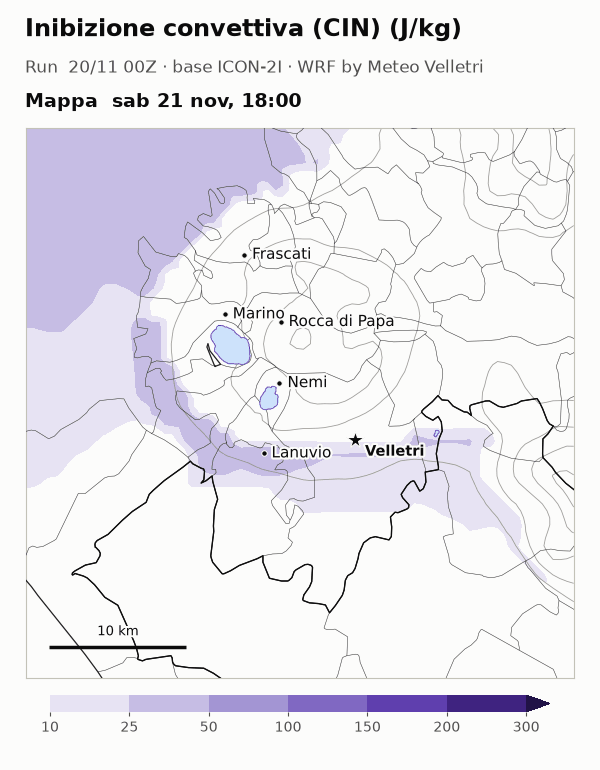 Inibizione convettiva (CIN) (J/kg)
Run 20/11 00Z · base ICON-2I · WRF by Meteo Velletri
Mappa sab 21 nov, 18:00
Frascati
Marino
Rocca di Papa
Nemi
Velletri
Lanuvio
10 km
10 25 50 100 150 200 300